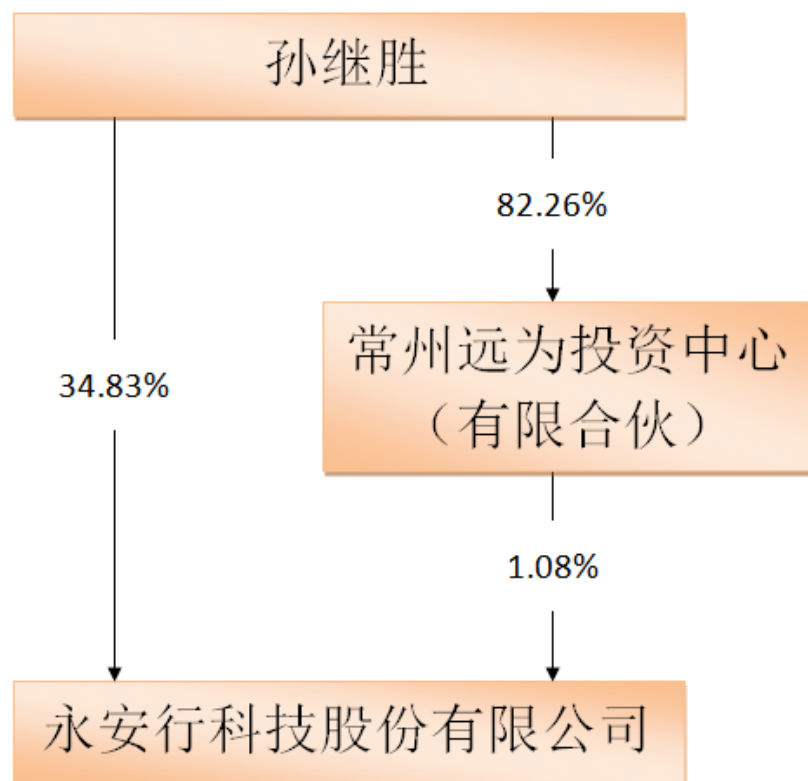 孙继胜
82.26%
常州远为投资中心
（有限合伙）
34.83%
1.08%
永安行科技股份有限公司